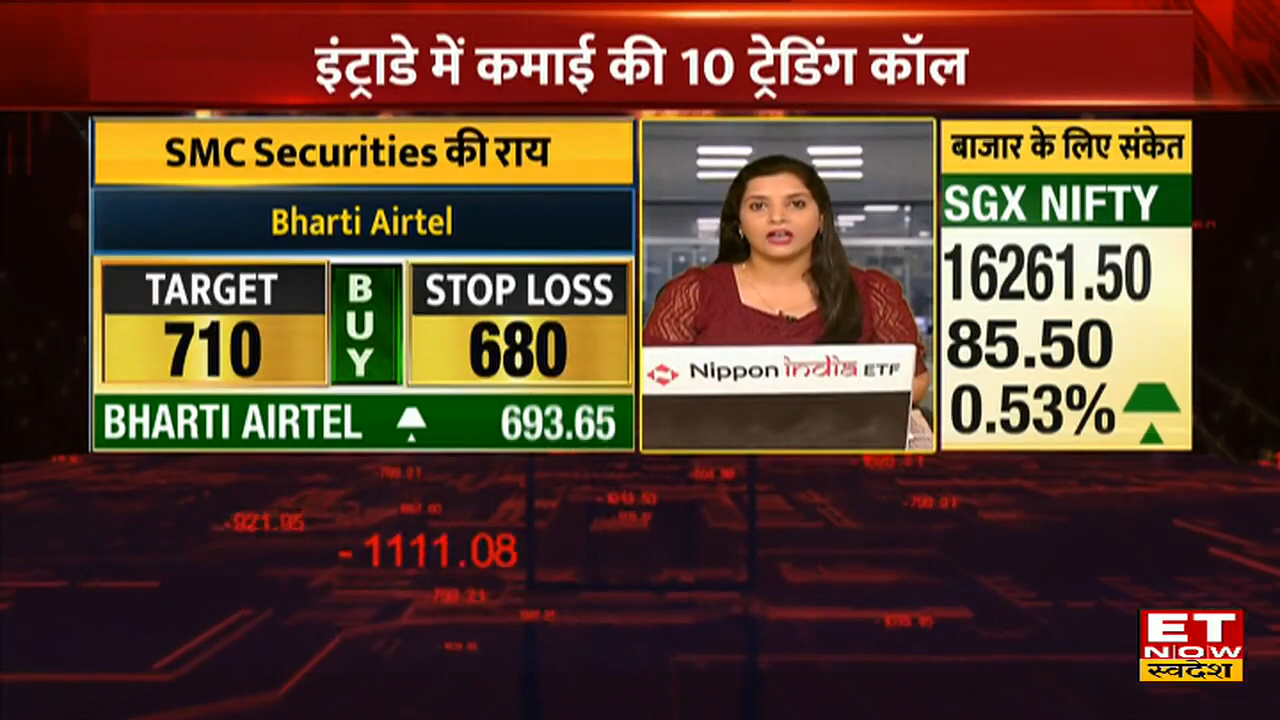 इंट्राडे में कमाई की 10 ट्रेडिंग कॉल
SMC Securities की राय
Bharti Airtel
TARGET
710
BUY
STOP LOSS
680
BHARTI AIRTEL 693.65
Nippon india ETF
बाजार के लिए संकेत
SGX NIFTY
16261.50
85.50
0.53%
-921.95
- 1111.08
ET
NOW
स्वदेश